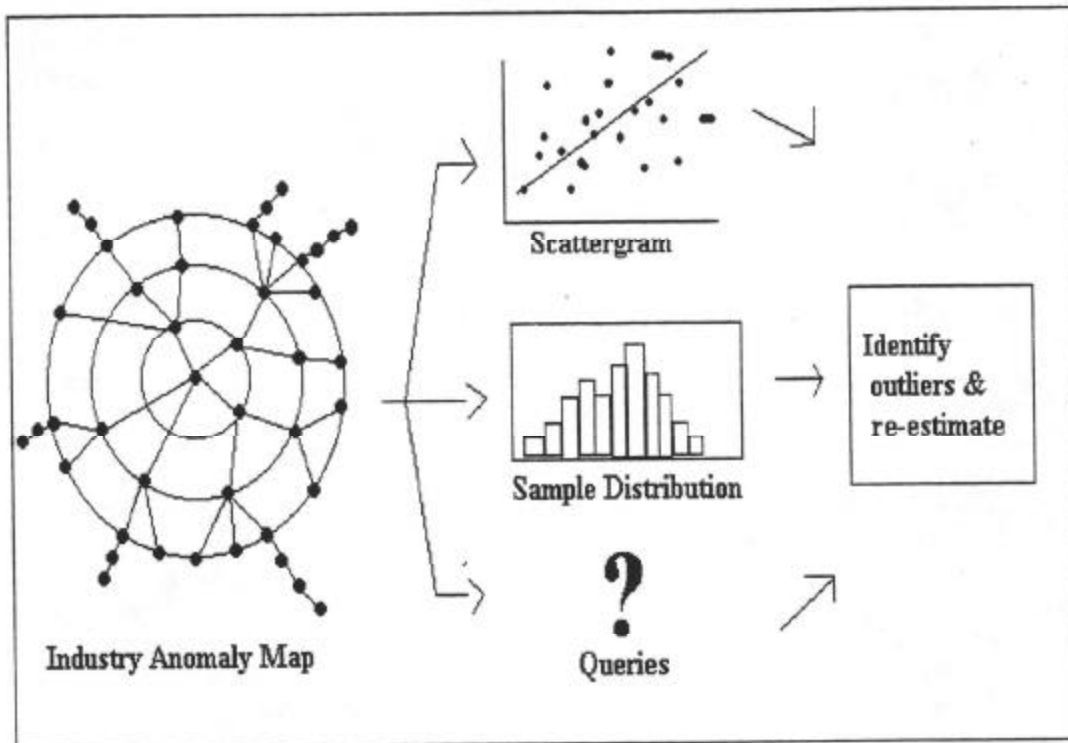 Scattergram
Identify
outliers &
re-estimate
Sample Distribution
Industry Anomaly Map
?
Queries